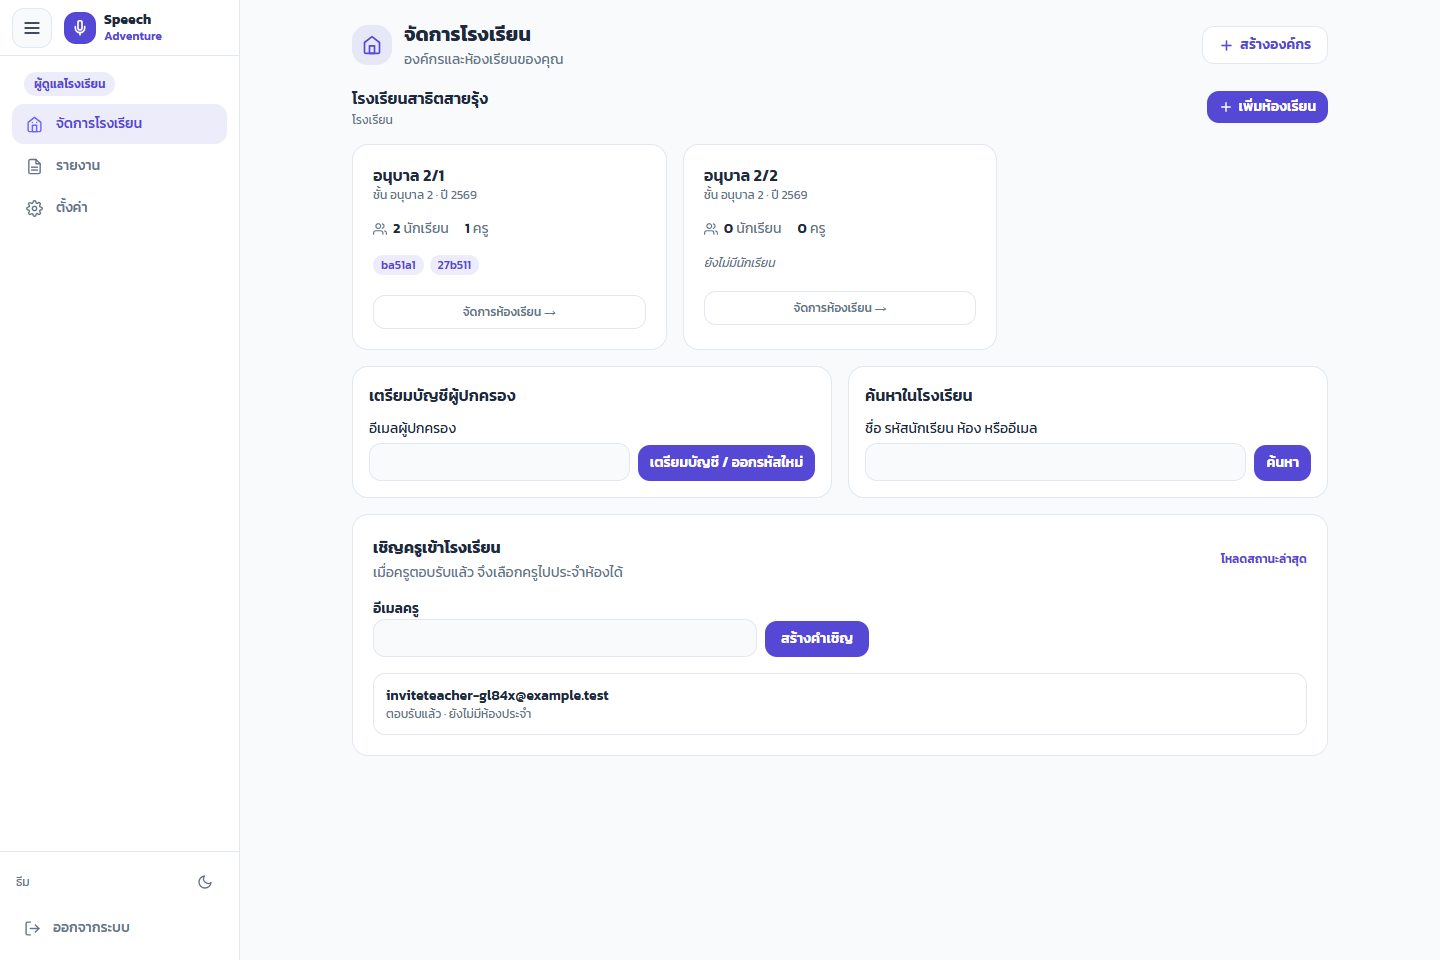 Speech
Adventure
ผู้ดูแลโรงเรียน
จัดการโรงเรียน
รายงาน
ตั้งค่า
ธีม
ออกจากระบบ
จัดการโรงเรียน
องค์กรและห้องเรียนของคุณ
สร้างองค์กร
โรงเรียนสาธิตสายรุ้ง
โรงเรียน
เพิ่มห้องเรียน
อนุบาล 2/1
ชั้น อนุบาล 2 · ปี 2569
2 นักเรียน 1 ครู
ba51a1 27b511
จัดการห้องเรียน →
อนุบาล 2/2
ชั้น อนุบาล 2 · ปี 2569
0 นักเรียน 0 ครู
ยังไม่มีนักเรียน
จัดการห้องเรียน →
เตรียมบัญชีผู้ปกครอง
อีเมลผู้ปกครอง
เตรียมบัญชี / ออกรหัสใหม่
ค้นหาในโรงเรียน
ชื่อ รหัสนักเรียน ห้อง หรืออีเมล
ค้นหา
เชิญครูเข้าโรงเรียน
เมื่อครูตอบรับแล้ว จึงเลือกครูไปประจำห้องได้
โหลดสถานะล่าสุด
อีเมลครู
สร้างคำเชิญ
inviteteacher-gl84x@example.test
ตอบรับแล้ว · ยังไม่มีห้องประจำ